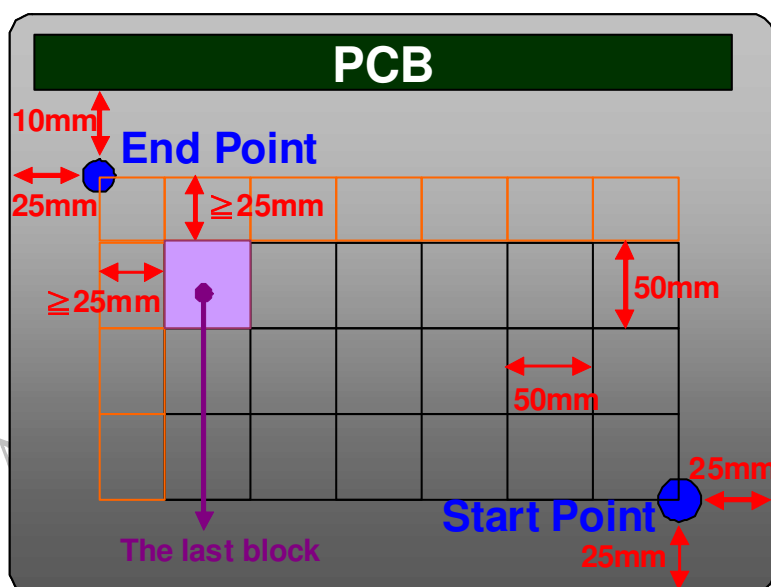 PCB
10mm
End Point
25mm
≧25mm
≧25mm
50mm
50mm
25mm
Start Point
25mm
The last block